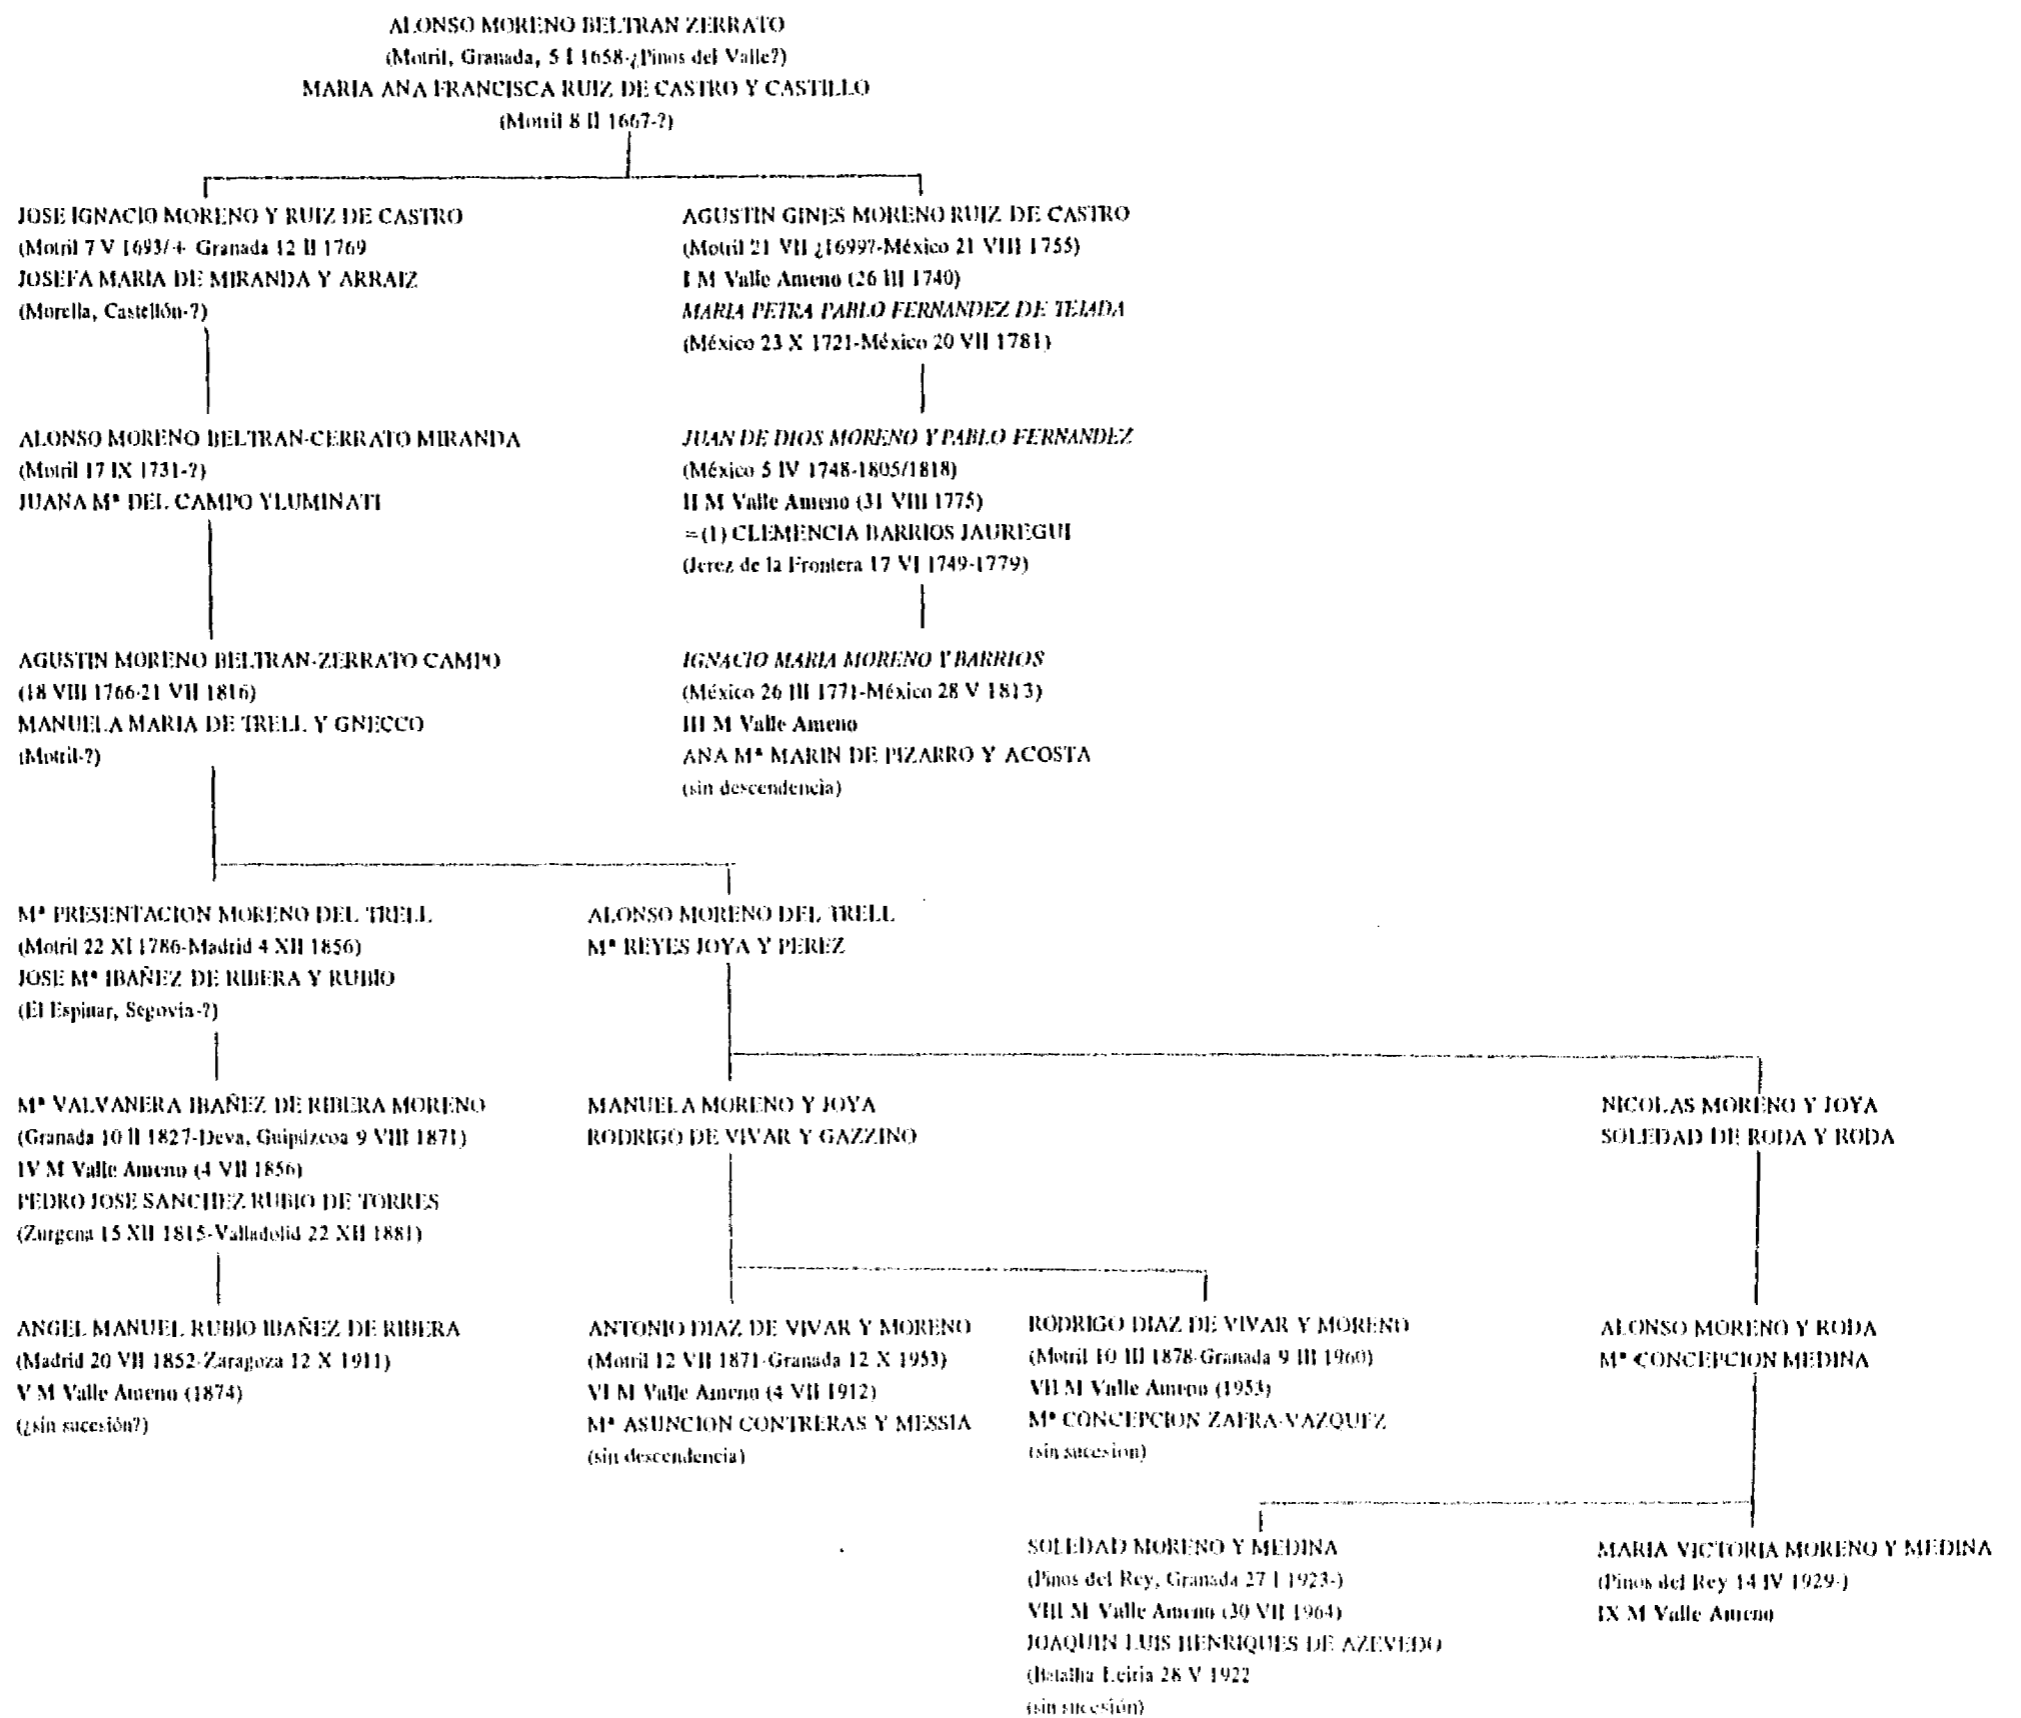 ALONSO MORENO BELTRAN ZERRATO
(Motril, Granada, 5 I 1658-¿Pinos del Valle?)
MARIA ANA FRANCISCA RUIZ DE CASTRO Y CASTILLO
(Motril 8 II 1667-?)
JOSE IGNACIO MORENO Y RUIZ DE CASTRO
(Motril 7 V 1693/+ Granada 12 II 1769
JOSEFA MARIA DE MIRANDA Y ARRAIZ
(Morella, Castellón-?)
AGUSTIN GINES MORENO RUIZ DE CASTRO
(Motril 21 VII ¿1699?-México 21 VIII 1755)
I M Valle Ameno (26 III 1740)
MARIA PETRA PABLO FERNANDEZ DE TEJADA
(México 23 X 1721-México 20 VII 1781)
ALONSO MORENO BELTRAN-CERRATO MIRANDA
(Motril 17 IX 1731-?)
JUANA Mª DEL CAMPO YLUMINATI
JUAN DE DIOS MORENO Y PABLO FERNANDEZ
(México 5 IV 1748-1805/1818)
II M Valle Ameno (31 VIII 1775)
=(1) CLEMENCIA BARRIOS JAUREGUI
(Jerez de la Frontera 17 VI 1749-1779)
AGUSTIN MORENO BELTRAN-ZERRATO CAMPO
(18 VIII 1766-21 VII 1816)
MANUELA MARIA DE TRELL Y GNECCO
(Motril-?)
IGNACIO MARIA MORENO Y BARRIOS
(México 26 III 1771-México 28 V 1813)
III M Valle Ameno
ANA Mª MARIN DE PIZARRO Y ACOSTA
(sin descendencia)
Mª PRESENTACION MORENO DEL TRELL
(Motril 22 XI 1786-Madrid 4 XII 1856)
JOSE Mª IBAÑEZ DE RIBERA Y RUBIO
(El Espinar, Segovia-?)
ALONSO MORENO DEL TRELL
Mª REYES JOYA Y PEREZ
Mª VALVANERA IBAÑEZ DE RIBERA MORENO
(Granada 10 II 1827-Deva, Guipúzcoa 9 VIII 1871)
IV M Valle Ameno (4 VII 1856)
PEDRO JOSE SANCHEZ RUBIO DE TORRES
(Zurgena 15 XII 1815-Valladolid 22 XII 1881)
MANUELA MORENO Y JOYA
RODRIGO DE VIVAR Y GAZZINO
NICOLAS MORENO Y JOYA
SOLEDAD DE RODA Y RODA
ANGEL MANUEL RUBIO IBAÑEZ DE RIBERA
(Madrid 20 VII 1852-Zaragoza 12 X 1911)
V M Valle Ameno (1874)
(¿sin sucesión?)
ANTONIO DIAZ DE VIVAR Y MORENO
(Motril 12 VII 1871-Granada 12 X 1953)
VI M Valle Ameno (4 VII 1912)
Mª ASUNCION CONTRERAS Y MESSIA
(sin descendencia)
RODRIGO DIAZ DE VIVAR Y MORENO
(Motril 10 III 1878-Granada 9 III 1960)
VII M Valle Ameno (1953)
Mª CONCEPCION ZAFRA-VAZQUEZ
(sin sucesión)
ALONSO MORENO Y RODA
Mª CONCEPCION MEDINA
SOLEDAD MORENO Y MEDINA
(Pinos del Rey, Granada 27 I 1923-)
VIII M Valle Ameno (30 VII 1964)
JOAQUIN LUIS HENRIQUES DE AZEVEDO
(Batalha Leiria 28 V 1922
(sin sucesión)
MARIA VICTORIA MORENO Y MEDINA
(Pinos del Rey 14 IV 1929-)
IX M Valle Ameno